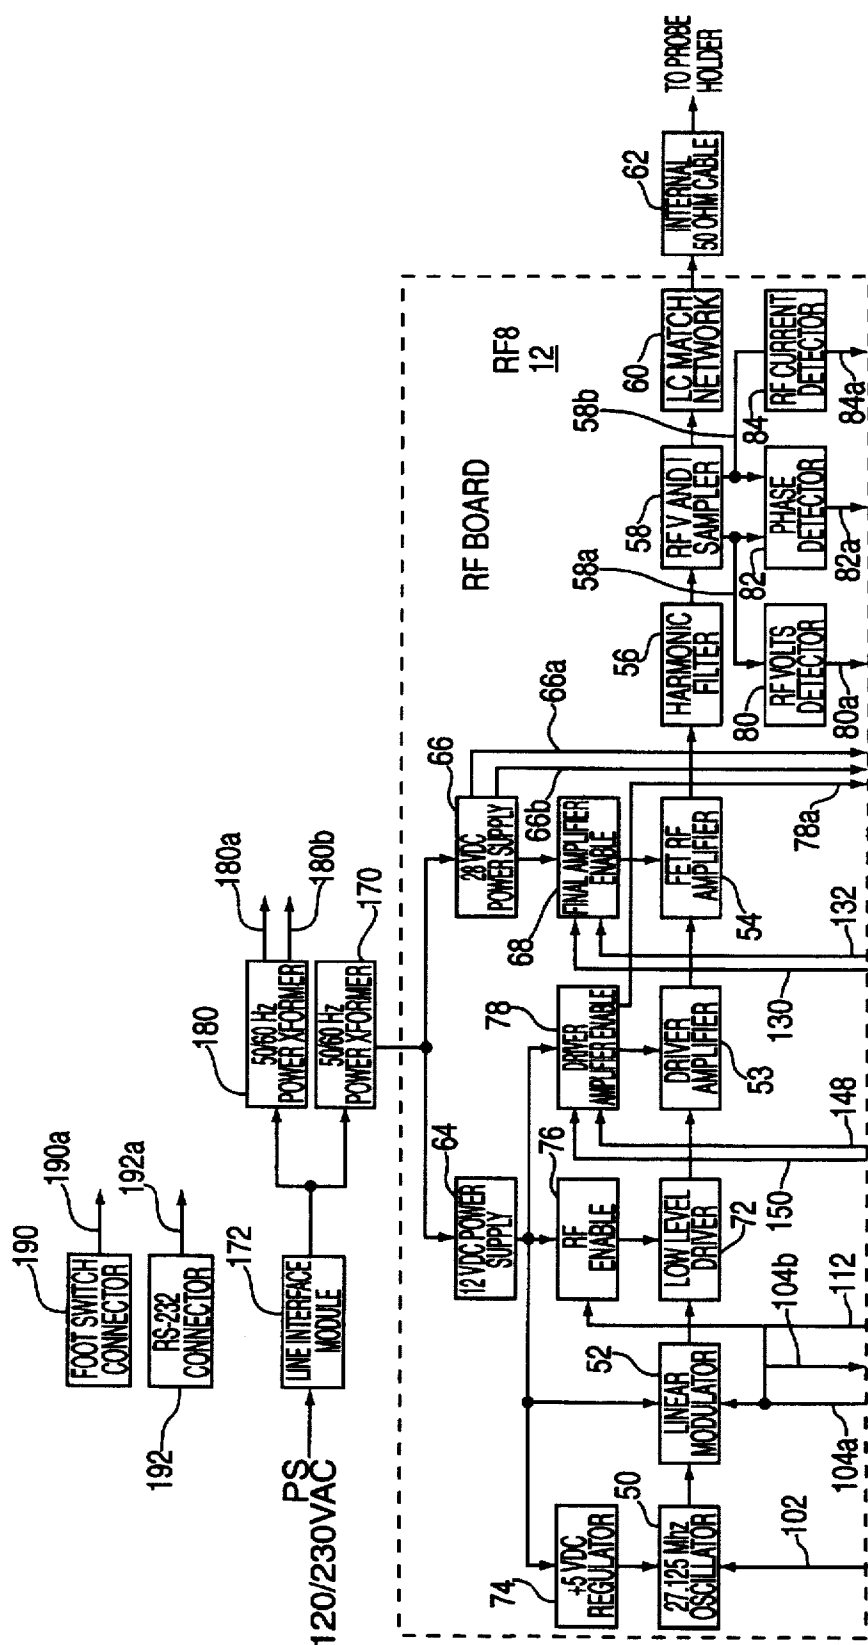 190
FOOT SWITCH
CONNECTOR
190a
RS-232
CONNECTOR
192
192a
172
LINE INTERFACE
MODULE
PS
120/230VAC
180
50/60 Hz
POWER XFORMER
180a
180b
50/60 Hz
POWER XFORMER
170
RF BOARD
RF8
12
64
12 VDC POWER
SUPPLY
66
28 VDC
POWER SUPPLY
66a
66b
74
+5 VDC
REGULATOR
76
RF
ENABLE
78
DRIVER
AMPLIFIER ENABLE
68
FINAL AMPLIFIER
ENABLE
50
27.125 Mhz
OSCILLATOR
52
LINEAR
MODULATOR
LOW LEVEL
DRIVER
72
DRIVER
AMPLIFIER
53
FET RF
AMPLIFIER
54
56
HARMONIC
FILTER
58
RF V AND I
SAMPLER
58a
58b
60
LC MATCH
NETWORK
62
INTERNAL
50 OHM CABLE
TO PROBE
HOLDER
80
RF VOLTS
DETECTOR
82
PHASE
DETECTOR
84
RF CURRENT
DETECTOR
102
104a
104b
112
150
148
130
132
78a
80a
82a
84a